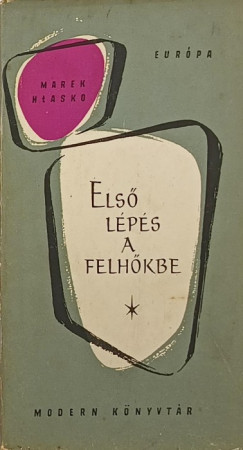 EURÓPA
MAREK
HŁASKO
ELSŐ
LÉPÉS
A
FELHŐKBE
MODERN KÖNYVTÁR